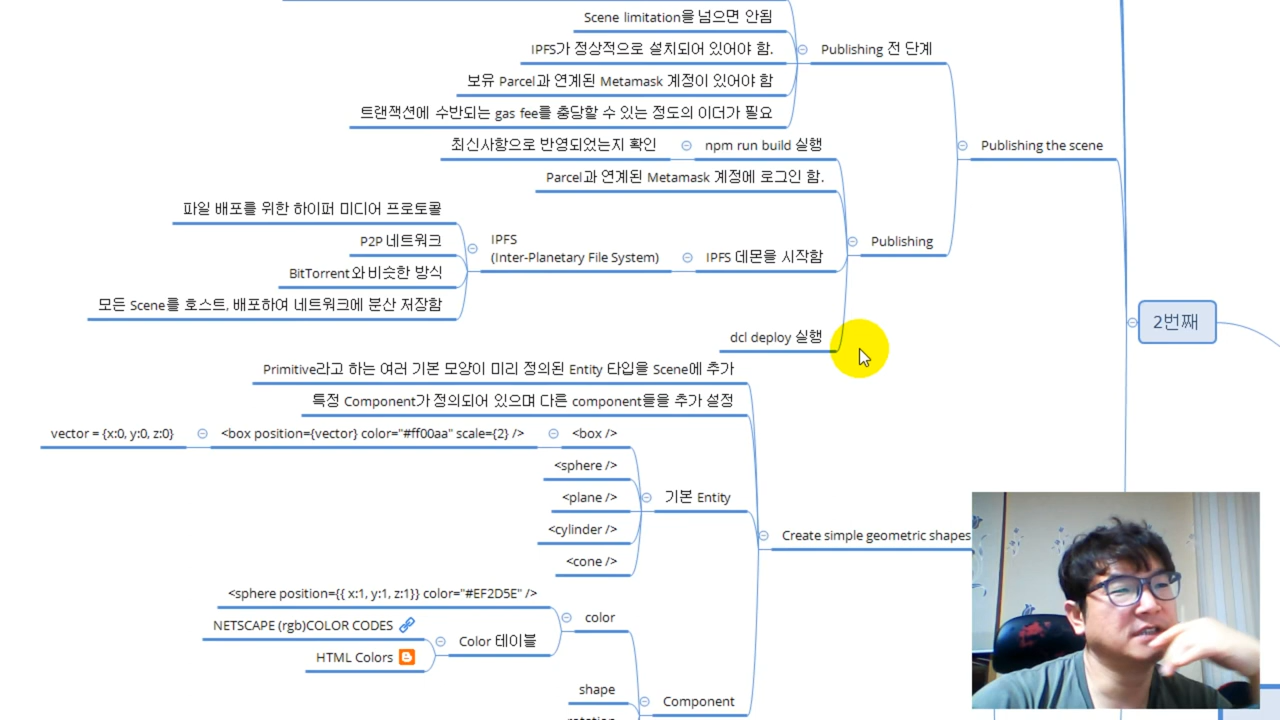 Scene limitation을 넘으면 안됨
IPFS가 정상적으로 설치되어 있어야 함.
Publishing 전 단계
보유 Parcel과 연계된 Metamask 계정이 있어야 함
트랜잭션에 수반되는 gas fee를 충당할 수 있는 정도의 이더가 필요
최신사항으로 반영되었는지 확인
npm run build 실행
Publishing the scene
Parcel과 연계된 Metamask 계정에 로그인 함.
파일 배포를 위한 하이퍼 미디어 프로토콜
P2P 네트워크
IPFS
(Inter-Planetary File System)
IPFS 데몬을 시작함
Publishing
BitTorrent와 비슷한 방식
모든 Scene를 호스트, 배포하여 네트워크에 분산 저장함
2번째
dcl deploy 실행
Primitive라고 하는 여러 기본 모양이 미리 정의된 Entity 타입을 Scene에 추가
특정 Component가 정의되어 있으며 다른 component들을 추가 설정
vector = {x:0, y:0, z:0}
<box position={vector} color="#ff00aa" scale={2} />
<box />
<sphere />
<plane />
기본 Entity
<cylinder />
Create simple geometric shapes
<cone />
<sphere position={{ x:1, y:1, z:1}} color="#EF2D5E" />
color
NETSCAPE (rgb)COLOR CODES
Color 테이블
HTML Colors
shape
Component